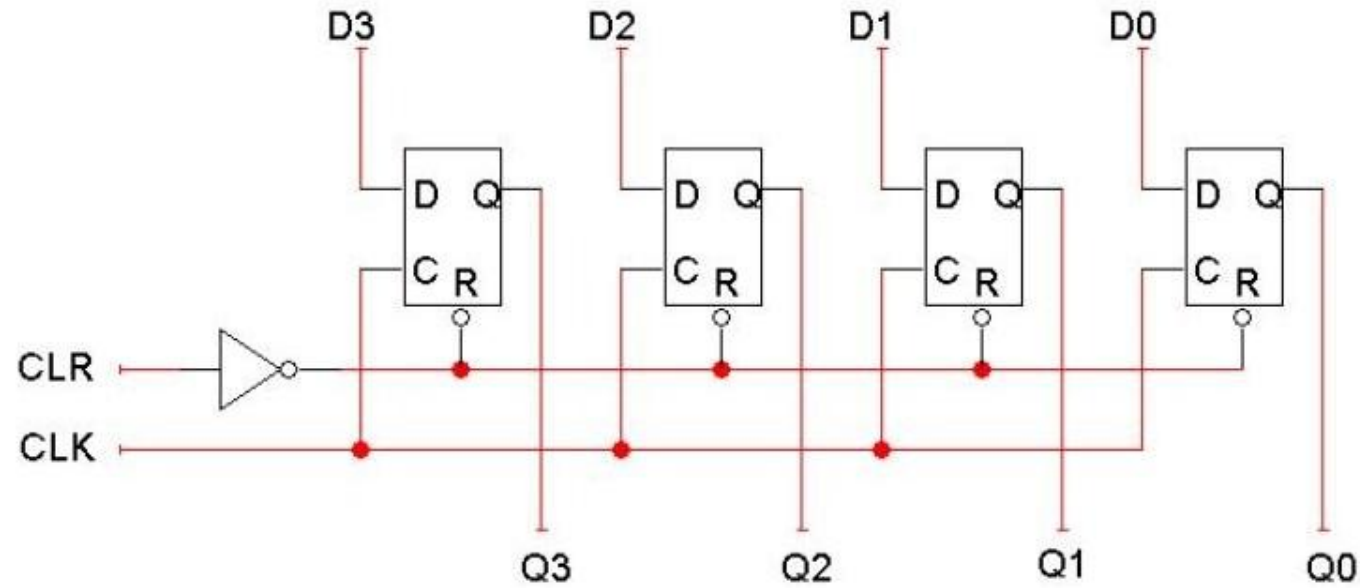 D3 D2 D1 D0
D Q D Q D Q D Q
C R C R C R C R
CLR
CLK
Q3 Q2 Q1 Q0